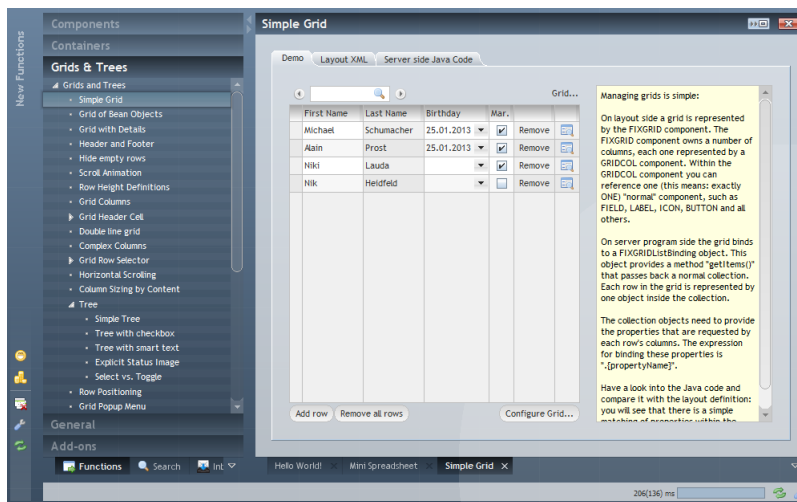 New Functions
Components
Containers
Grids & Trees
Grids and Trees
Simple Grid
Grid of Bean Objects
Grid with Details
Header and Footer
Hide empty rows
Scroll Animation
Row Height Definitions
Grid Columns
Grid Header Cell
Double line grid
Complex Columns
Grid Row Selector
Horizontal Scrolling
Column Sizing by Content
Tree
Simple Tree
Tree with checkbox
Tree with smart text
Explicit Status Image
Select vs. Toggle
Row Positioning
Grid Popup Menu
General
Add-ons
Functions Search
Simple Grid
Demo Layout XML Server side Java Code
Grid...
First Name Last Name Birthday Mar.
Michael Schumacher 25.01.2013 Remove
Alain Prost 25.01.2013 Remove
Niki Lauda Remove
Nik Heidfeld Remove
Add row Remove all rows Configure Grid...
Managing grids is simple:
On layout side a grid is represented
by the FIXGRID component. The
FIXGRID component owns a number of
columns, each one represented by a
GRIDCOL component. Within the
GRIDCOL component you can
reference one (this means: exactly
ONE) "normal" component, such as
FIELD, LABEL, ICON, BUTTON and all
others.
On server program side the grid binds
to a FIXGRIDListBinding object. This
object provides a method "getItems()"
that passes back a normal collection.
Each row in the grid is represented by
one object inside the collection.
The collection objects need to provide
the properties that are requested by
each row's columns. The expression
for binding these properties is
".[propertyName]".
Have a look into the Java code and
compare it with the layout definition:
you will see that there is a simple
matching of properties within the
Hello World! Mini Spreadsheet Simple Grid
206(136) ms